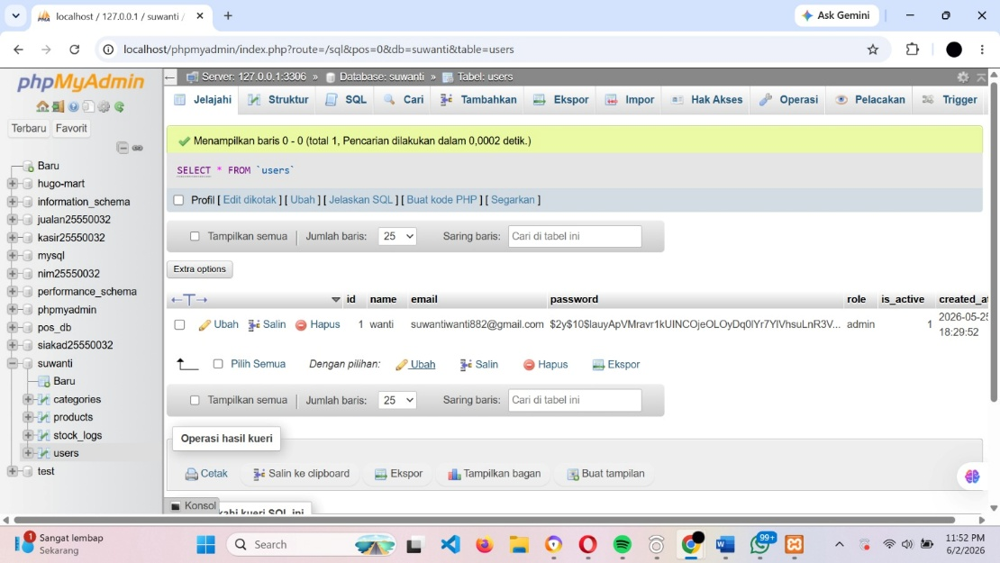 localhost / 127.0.0.1 / suwanti /
Ask Gemini
localhost/phpmyadmin/index.php?route=/sql&pos=0&db=suwanti&table=users
phpMyAdmin
Terbaru Favorit
Baru
hugo-mart
information_schema
jualan25550032
kasir25550032
mysql
nim25550032
performance_schema
phpmyadmin
pos_db
siakad25550032
suwanti
Baru
categories
products
stock_logs
users
test
Server: 127.0.0.1:3306 » Database: suwanti » Tabel: users
Jelajahi Struktur SQL Cari Tambahkan Ekspor Impor Hak Akses Operasi Pelacakan Trigger
Menampilkan baris 0 - 0 (total 1, Pencarian dilakukan dalam 0,0002 detik.)
SELECT * FROM `users`
Profil [ Edit dikotak ] [ Ubah ] [ Jelaskan SQL ] [ Buat kode PHP ] [ Segarkan ]
Tampilkan semua Jumlah baris: 25 Saring baris: Cari di tabel ini
Extra options
←T→ id name email password role is_active created_at
Ubah Salin Hapus 1 wanti suwantiwanti882@gmail.com admin 1 2026-05-25
18:29:52
Pilih Semua Dengan pilihan: Ubah Salin Hapus Ekspor
Tampilkan semua Jumlah baris: 25 Saring baris: Cari di tabel ini
Operasi hasil kueri
Cetak Salin ke clipboard Ekspor Tampilkan bagan Buat tampilan
Konsol
kueri SQL ini
1 Sangat lembap
Sekarang
Search
99+
11:52 PM
6/2/2026